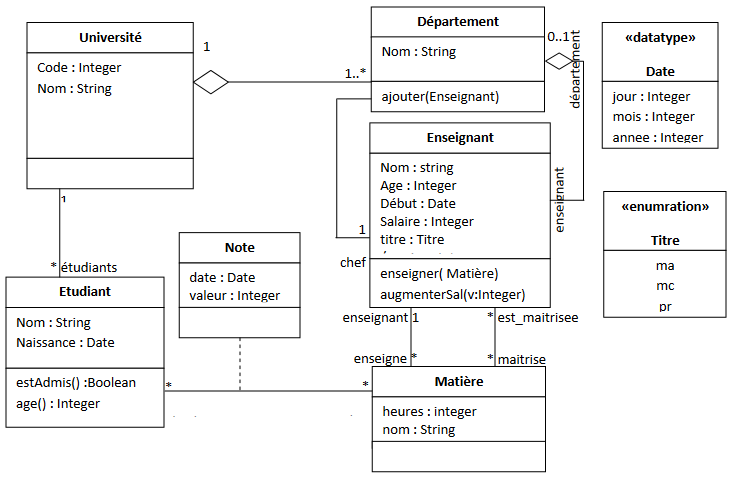 Université
Code : Integer
Nom : String
1
1..*
Département
Nom : String
ajouter(Enseignant)
0..1
département
enseignant
«datatype»
Date
jour : Integer
mois : Integer
annee : Integer
Enseignant
Nom : string
Age : Integer
Début : Date
Salaire : Integer
titre : Titre
enseigner( Matière)
augmenterSal(v:Integer)
1
chef
«enumration»
Titre
ma
mc
pr
1
* étudiants
Note
date : Date
valeur : Integer
Etudiant
Nom : String
Naissance : Date
estAdmis() :Boolean
age() : Integer
*
*
enseignant 1
* est_maitrisee
enseigne *
* maitrise
Matière
heures : integer
nom : String